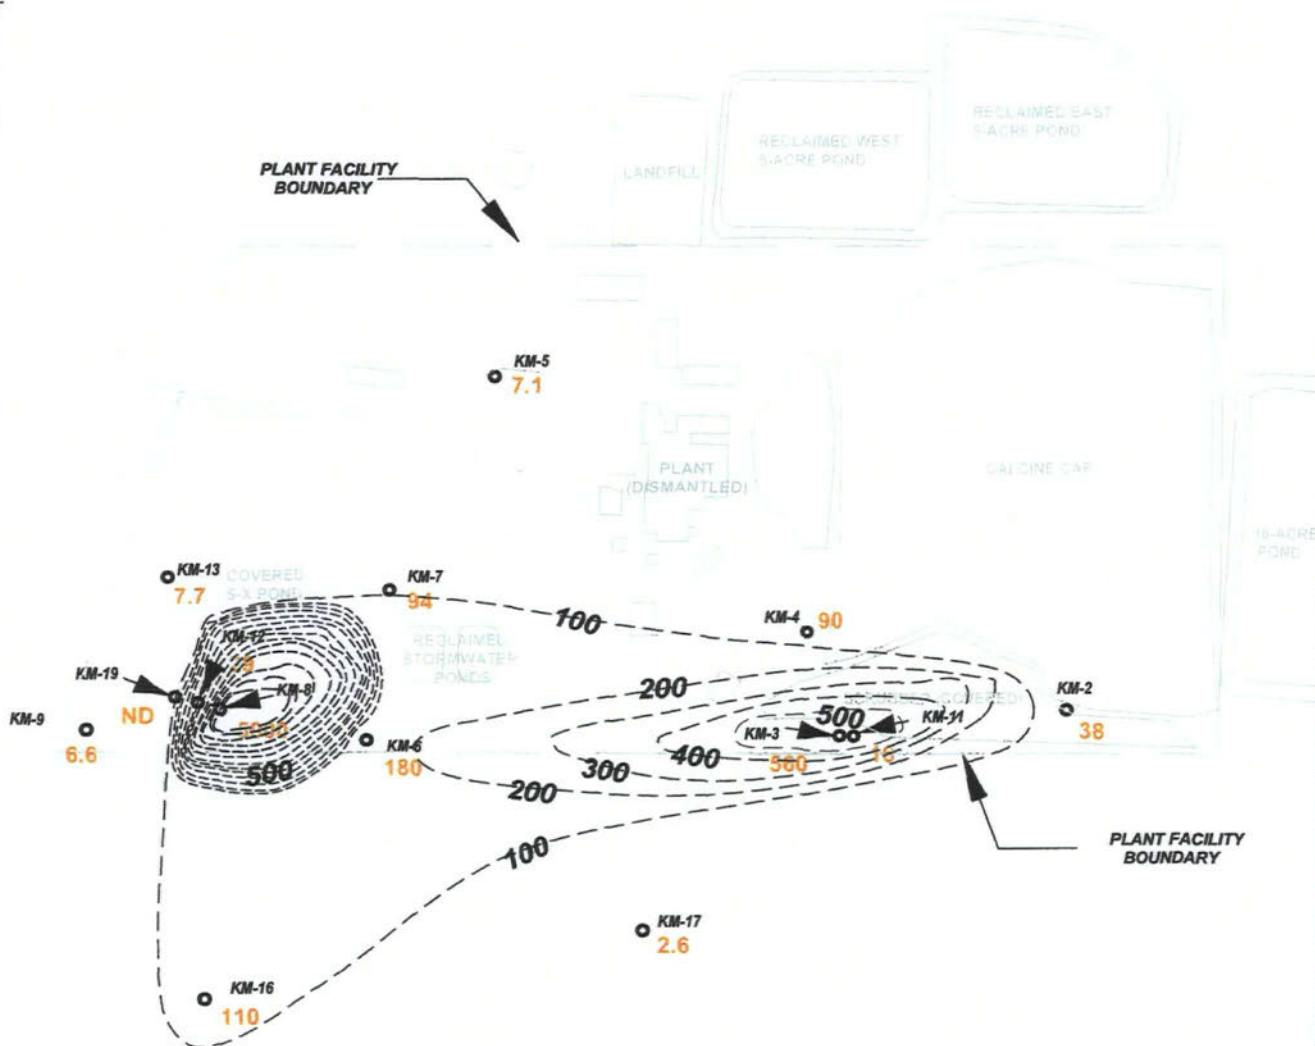 RECLAIMED EAST
5-ACRE POND
RECLAIMED WEST
5-ACRE POND
LANDFILL
PLANT FACILITY
BOUNDARY
KM-5
7.1
PLANT
(DISMANTLED)
CALCINE CAP
16-ACRE
POND
KM-13
7.7
COVERED
S-X POND
KM-7
94
100
KM-4
90
KM-12
RECLAIMED
STORMWATER
PONDS
KM-19
ND
KM-8
200
SCRUBBER (COVERED)
KM-2
38
KM-9
6.6
KM-6
180
500
KM-11
KM-3
560
16
500
300
400
200
100
PLANT FACILITY
BOUNDARY
KM-17
2.6
KM-16
110